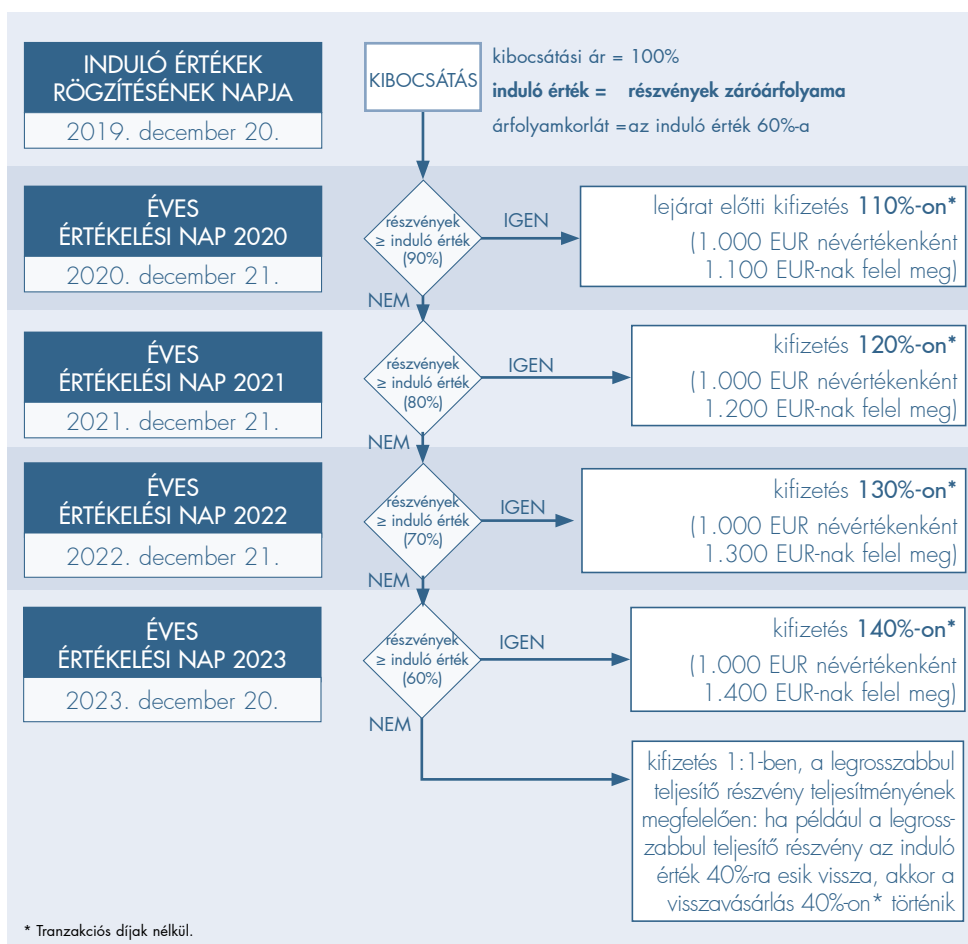 INDULÓ ÉRTÉKEK
RÖGZÍTÉSÉNEK NAPJA
2019. december 20.
KIBOCSÁTÁS
kibocsátási ár = 100%
induló érték = részvények záróárfolyama
árfolyamkorlát =az induló érték 60%-a
ÉVES
ÉRTÉKELÉSI NAP 2020
2020. december 21.
részvények
≥ induló érték
(90%)
IGEN
NEM
lejárat előtti kifizetés 110%-on*
(1.000 EUR névértékenként
1.100 EUR-nak felel meg)
ÉVES
ÉRTÉKELÉSI NAP 2021
2021. december 21.
részvények
≥ induló érték
(80%)
IGEN
NEM
kifizetés 120%-on*
(1.000 EUR névértékenként
1.200 EUR-nak felel meg)
ÉVES
ÉRTÉKELÉSI NAP 2022
2022. december 21.
részvények
≥ induló érték
(70%)
IGEN
NEM
kifizetés 130%-on*
(1.000 EUR névértékenként
1.300 EUR-nak felel meg)
ÉVES
ÉRTÉKELÉSI NAP 2023
2023. december 20.
részvények
≥ induló érték
(60%)
IGEN
NEM
kifizetés 140%-on*
(1.000 EUR névértékenként
1.400 EUR-nak felel meg)
kifizetés 1:1-ben, a legrosszabbul
teljesítő részvény teljesítményének
megfelelően: ha például a legrossz-
zabbul teljesítő részvény az induló
érték 40%-ra esik vissza, akkor a
visszavásárlás 40%-on* történik
* Tranzakciós díjak nélkül.